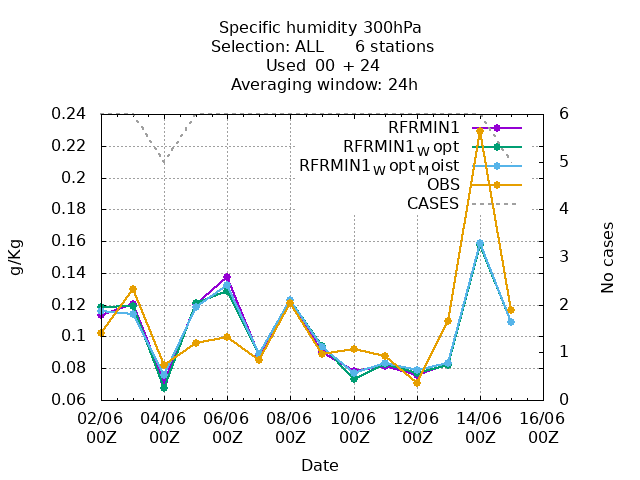 Specific humidity 300hPa
Selection: ALL 6 stations
Used 00 + 24
Averaging window: 24h
RFRMIN1
RFRMIN1_W opt
RFRMIN1_W opt_M oist
OBS
CASES
0.24
0.22
0.2
0.18
0.16
0.14
0.12
0.1
0.08
0.06
g/Kg
6
5
4
3
2
1
0
No cases
02/06 04/06 06/06 08/06 10/06 12/06 14/06 16/06
00Z 00Z 00Z 00Z 00Z 00Z 00Z 00Z
Date